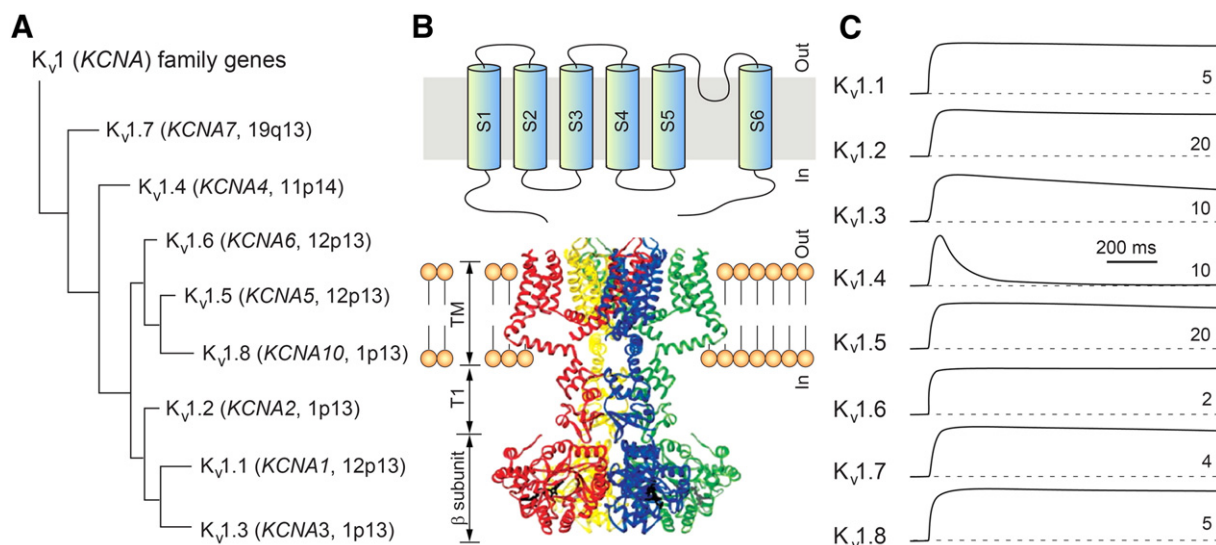 A
Kv1 (KCNA) family genes
Kv1.7 (KCNA7, 19q13)
Kv1.4 (KCNA4, 11p14)
Kv1.6 (KCNA6, 12p13)
Kv1.5 (KCNA5, 12p13)
Kv1.8 (KCNA10, 1p13)
Kv1.2 (KCNA2, 1p13)
Kv1.1 (KCNA1, 12p13)
Kv1.3 (KCNA3, 1p13)
B
Out
S1 S2 S3 S4 S5 S6
In
Out
TM
In
T1
β subunit
C
Kv1.1 5
Kv1.2 20
Kv1.3 10
200 ms
Kv1.4 10
Kv1.5 20
Kv1.6 2
Kv1.7 4
Kv1.8 5